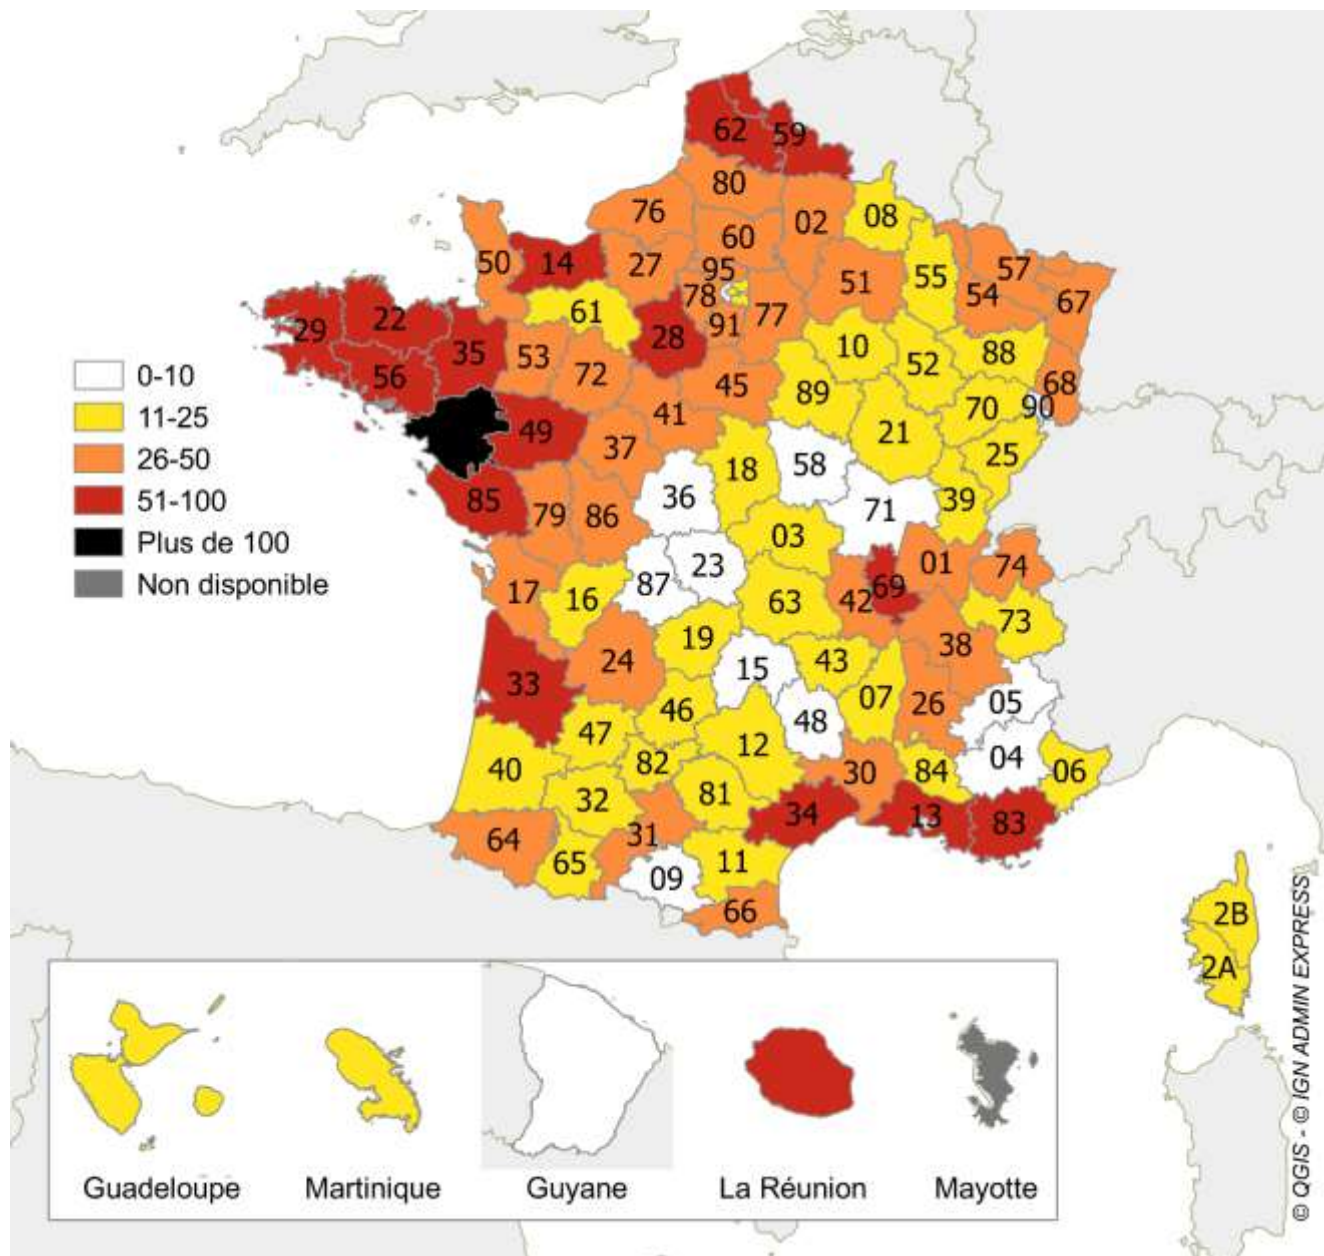 62 59
80
76 02 08
60
50 14 27 95 51 55 57
78 54 67
61 77
29 22 28 91
35 53 10 52 88
56 72 45 68
0-10
11-25
26-50
51-100
Plus de 100
Non disponible
89 70 90
49 41 21
37 58 25
18
85 79 86 36 71 39
03
17 16 87 23 42 69 01 74
63 73
19 38
33 24 15 43
46 07 26 05
47 48
40 82 12 30 84 04 06
32 81
64 31 34 13 83
65 09 11
66
2B
2A
Guadeloupe Martinique Guyane La Réunion Mayotte
© QGIS - © IGN ADMIN EXPRESS